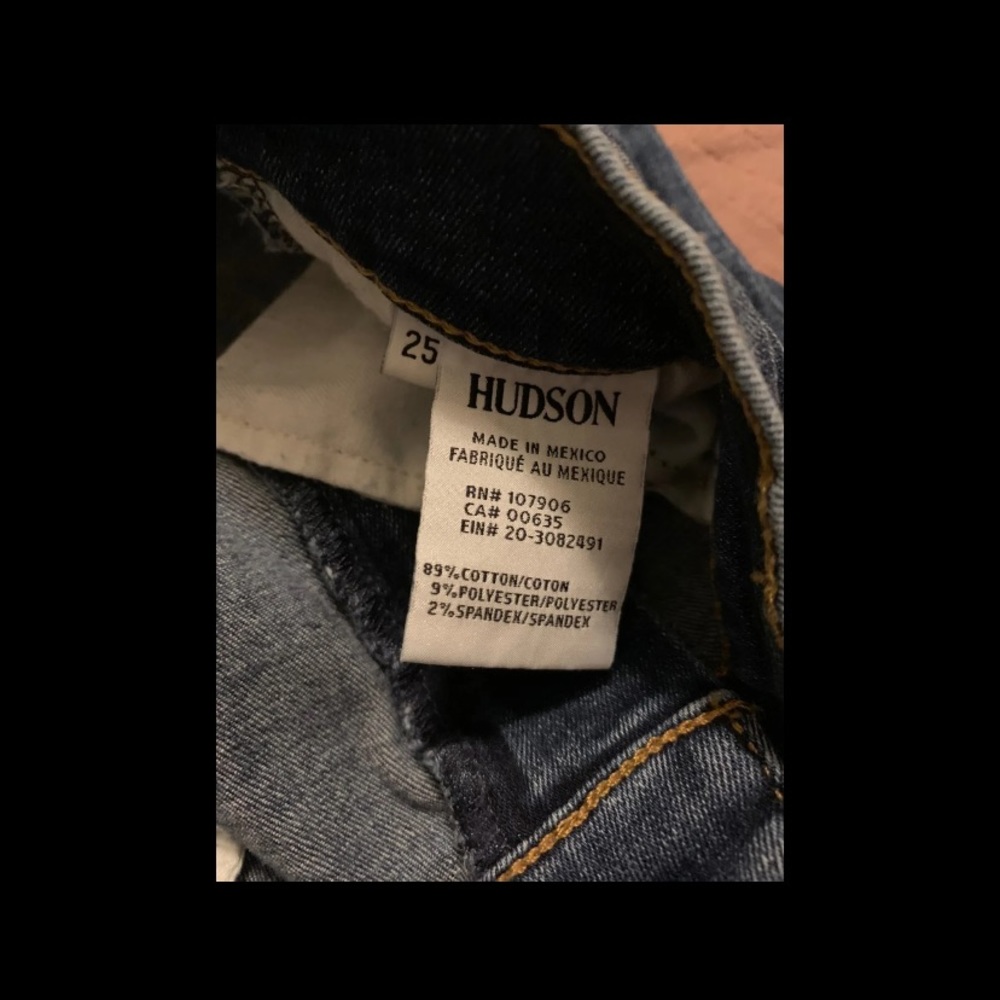 25
HUDSON
MADE IN MEXICO
FABRIQUÉ AU MEXIQUE
RN# 107906
CA# 00635
EIN# 20-3082491
89%COTTON/COTON
9%POLYESTER/POLYESTER
2%SPANDEX/SPANDEX